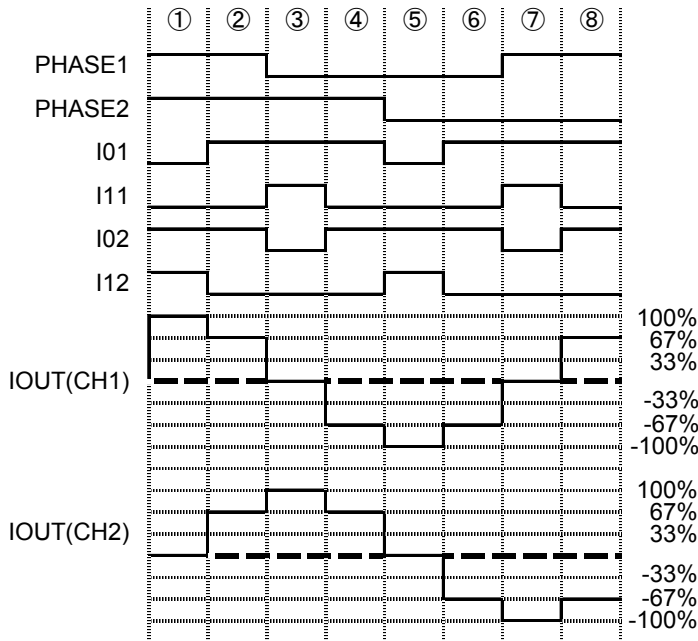 ① ② ③ ④ ⑤ ⑥ ⑦ ⑧
PHASE1
PHASE2
I01
I11
I02
I12
100%
67%
33%
IOUT(CH1)
-33%
-67%
-100%
100%
67%
33%
IOUT(CH2)
-33%
-67%
-100%